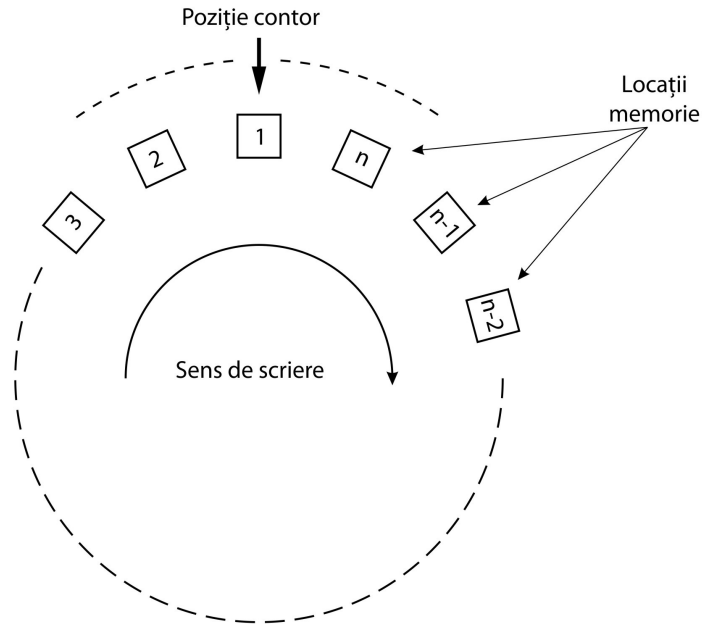 Poziție contor
Locații
memorie
3
2
1
n
n-1
n-2
Sens de scriere